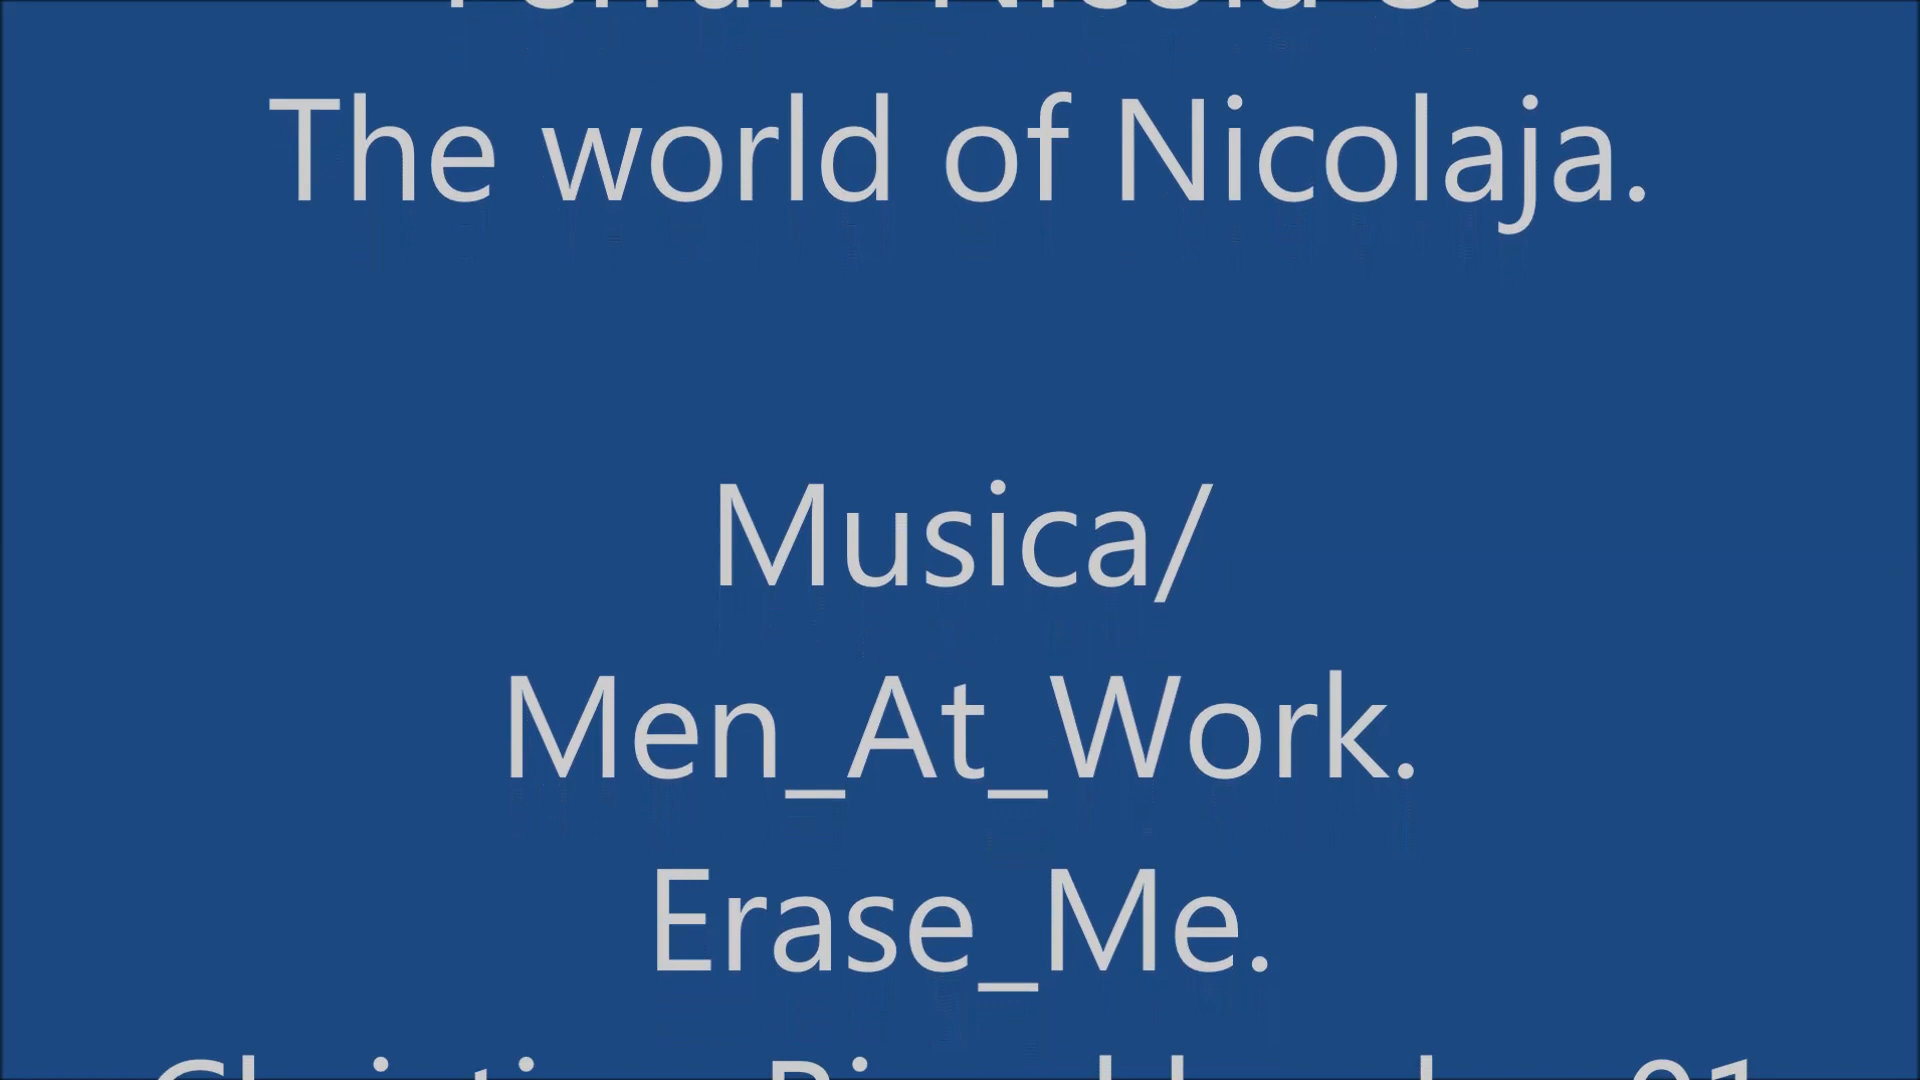 The world of Nicolaja.
Musica/
Men_At_Work.
Erase_Me.